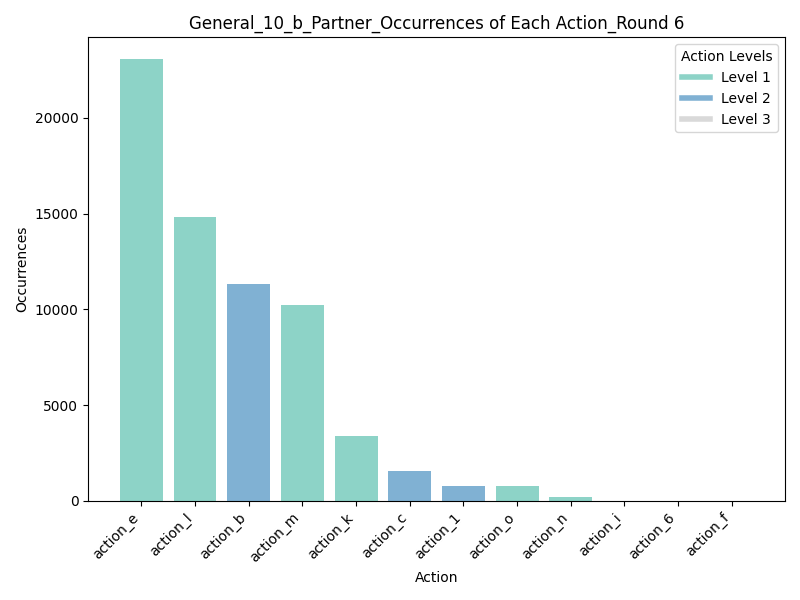 General_10_b_Partner_Occurrences of Each Action_Round 6
Action Levels
Level 1
Level 2
Level 3
Occurrences
20000
15000
10000
5000
0
action_e
action_l
action_b
action_m
action_k
action_c
action_1
action_o
action_n
action_i
action_6
action_f
Action